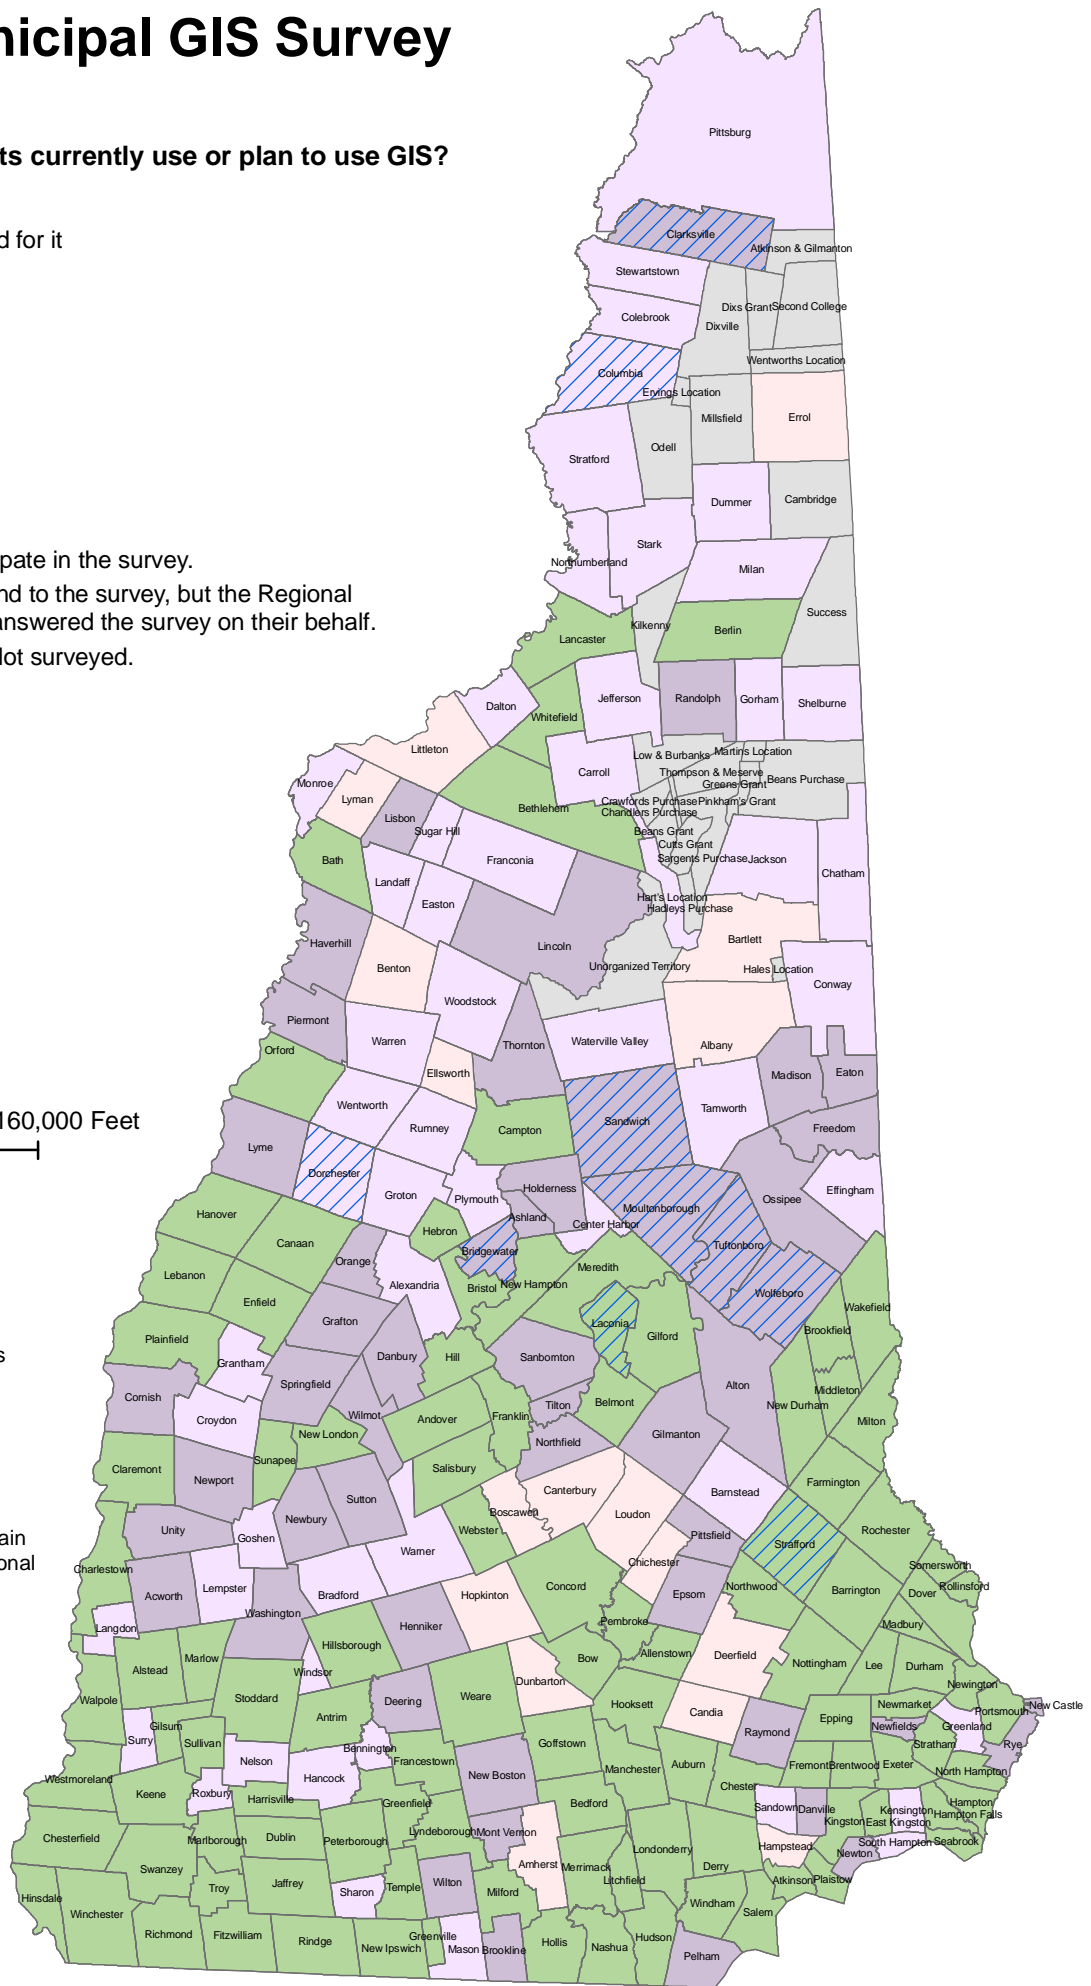 nicipal GIS Survey
ts currently use or plan to use GIS?
d for it
pate in the survey.
nd to the survey, but the Regional
answered the survey on their behalf.
Not surveyed.
160,000 Feet
s
ain
onal
Pittsburg
Clarksville
Atkinson & Gilmanton
Stewartstown
Dixs Grant
Second College
Colebrook
Dixville
Wentworths Location
Columbia
Ervings Location
Millsfield
Errol
Odell
Stratford
Dummer
Cambridge
Stark
Northumberland
Milan
Success
Kilkenny
Berlin
Lancaster
Jefferson
Randolph
Gorham
Shelburne
Dalton
Whitefield
Littleton
Low & Burbanks
Martins Location
Carroll
Thompson & Meserve
Greens Grant
Beans Purchase
Monroe
Lyman
Crawfords Purchase
Pinkham's Grant
Bethlehem
Chandlers Purchase
Lisbon
Sugar Hill
Beans Grant
Cutts Grant
Bath
Franconia
Sargents Purchase
Jackson
Chatham
Landaff
Easton
Hart's Location
Hadleys Purchase
Haverhill
Lincoln
Bartlett
Benton
Unorganized Territory
Hales Location
Conway
Woodstock
Piermont
Warren
Thornton
Waterville Valley
Albany
Orford
Ellsworth
Madison
Eaton
Wentworth
Tamworth
Rumney
Campton
Sandwich
Freedom
Lyme
Dorchester
Groton
Plymouth
Holderness
Effingham
Ossipee
Moultonborough
Hanover
Ashland
Center Harbor
Canaan
Hebron
Tuftonboro
Orange
Bridgewater
Meredith
Lebanon
Alexandria
Bristol
New Hampton
Wolfeboro
Enfield
Wakefield
Grafton
Laconia
Gilford
Brookfield
Plainfield
Grantham
Danbury
Hill
Sanbornton
Springfield
Alton
Middleton
Cornish
Croydon
Wilmot
Andover
Franklin
Tilton
Belmont
New Durham
Milton
New London
Northfield
Gilmanton
Sunapee
Claremont
Newport
Salisbury
Farmington
Sutton
Canterbury
Barnstead
Newbury
Boscawen
Loudon
Unity
Goshen
Webster
Pittsfield
Strafford
Rochester
Warner
Chichester
Charlestown
Somersworth
Acworth
Lempster
Bradford
Hopkinton
Concord
Epsom
Northwood
Barrington
Dover
Rollinsford
Washington
Henniker
Pembroke
Madbury
Langdon
Hillsborough
Allenstown
Deerfield
Alstead
Marlow
Windsor
Bow
Nottingham
Lee
Durham
Dunbarton
Newington
Walpole
Stoddard
Antrim
Deering
Weare
Hooksett
Newmarket
Portsmouth
New Castle
Candia
Epping
Gilsum
Surry
Sullivan
Raymond
Newfields
Greenland
Bennington
Goffstown
Stratham
Rye
Nelson
Francestown
Manchester
Auburn
Fremont
Brentwood
Exeter
North Hampton
Westmoreland
Keene
Roxbury
Hancock
New Boston
Chester
Harrisville
Greenfield
Bedford
Hampton
Sandown
Danville
Kensington
Hampton Falls
Kingston
East Kingston
Chesterfield
Marlborough
Dublin
Peterborough
Lyndeborough
Mont Vernon
Londonderry
Hampstead
South Hampton
Seabrook
Newton
Swanzey
Amherst
Merrimack
Derry
Litchfield
Atkinson
Plaistow
Troy
Jaffrey
Sharon
Temple
Wilton
Milford
Hinsdale
Winchester
Windham
Salem
Richmond
Fitzwilliam
Rindge
New Ipswich
Greenville
Mason
Brookline
Hollis
Nashua
Hudson
Pelham